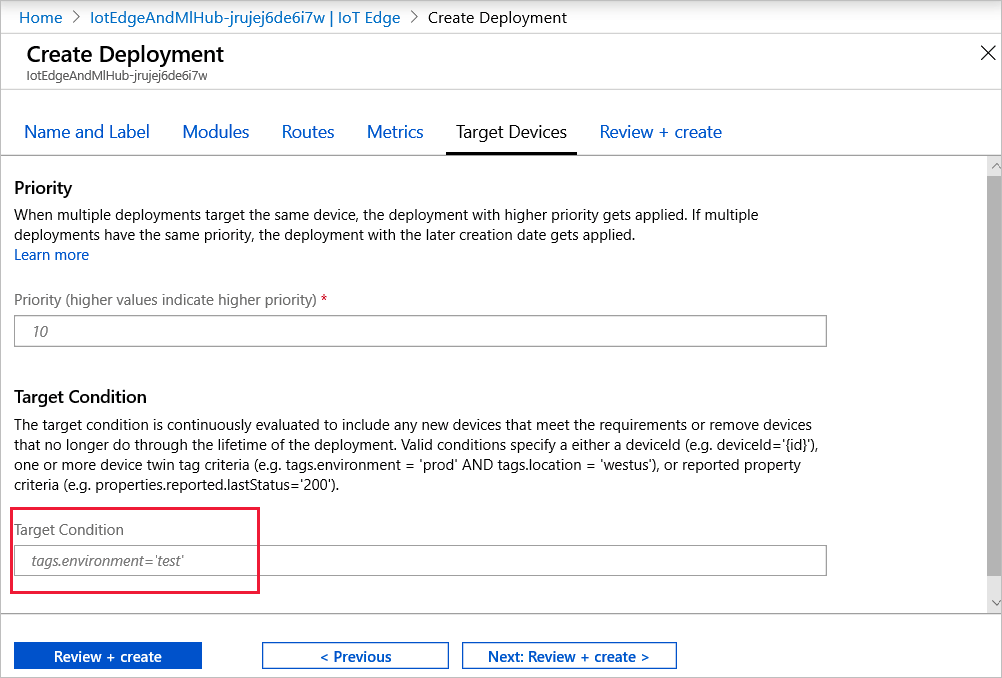 Home > IotEdgeAndMlHub-jrujej6de6i7w | IoT Edge > Create Deployment
Create Deployment
IotEdgeAndMlHub-jrujej6de6i7w
Name and Label Modules Routes Metrics Target Devices Review + create
Priority
When multiple deployments target the same device, the deployment with higher priority gets applied. If multiple
deployments have the same priority, the deployment with the later creation date gets applied.
Learn more
Priority (higher values indicate higher priority) *
10
Target Condition
The target condition is continuously evaluated to include any new devices that meet the requirements or remove devices
that no longer do through the lifetime of the deployment. Valid conditions specify a either a deviceId (e.g. deviceId='{id}'),
one or more device twin tag criteria (e.g. tags.environment = 'prod' AND tags.location = 'westus'), or reported property
criteria (e.g. properties.reported.lastStatus='200').
Target Condition
tags.environment='test'
Review + create < Previous Next: Review + create >